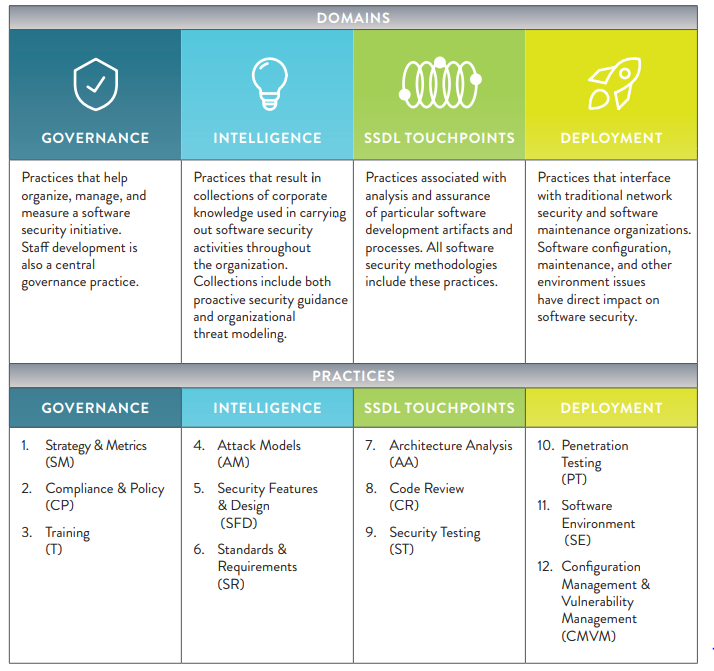 DOMAINS
GOVERNANCE
INTELLIGENCE
SSDL TOUCHPOINTS
DEPLOYMENT
Practices that help
organize, manage, and
measure a software
security initiative.
Staff development is
also a central
governance practice.
Practices that result in
collections of corporate
knowledge used in carrying
out software security
activities throughout
the organization.
Collections include both
proactive security guidance
and organizational
threat modeling.
Practices associated with
analysis and assurance
of particular software
development artifacts and
processes. All software
security methodologies
include these practices.
Practices that interface
with traditional network
security and software
maintenance organizations.
Software configuration,
maintenance, and other
environment issues
have direct impact on
software security.
PRACTICES
GOVERNANCE
INTELLIGENCE
SSDL TOUCHPOINTS
DEPLOYMENT
1. Strategy & Metrics
(SM)
2. Compliance & Policy
(CP)
3. Training
(T)
4. Attack Models
(AM)
5. Security Features
& Design
(SFD)
6. Standards &
Requirements
(SR)
7. Architecture Analysis
(AA)
8. Code Review
(CR)
9. Security Testing
(ST)
10. Penetration
Testing
(PT)
11. Software
Environment
(SE)
12. Configuration
Management &
Vulnerability
Management
(CMVM)